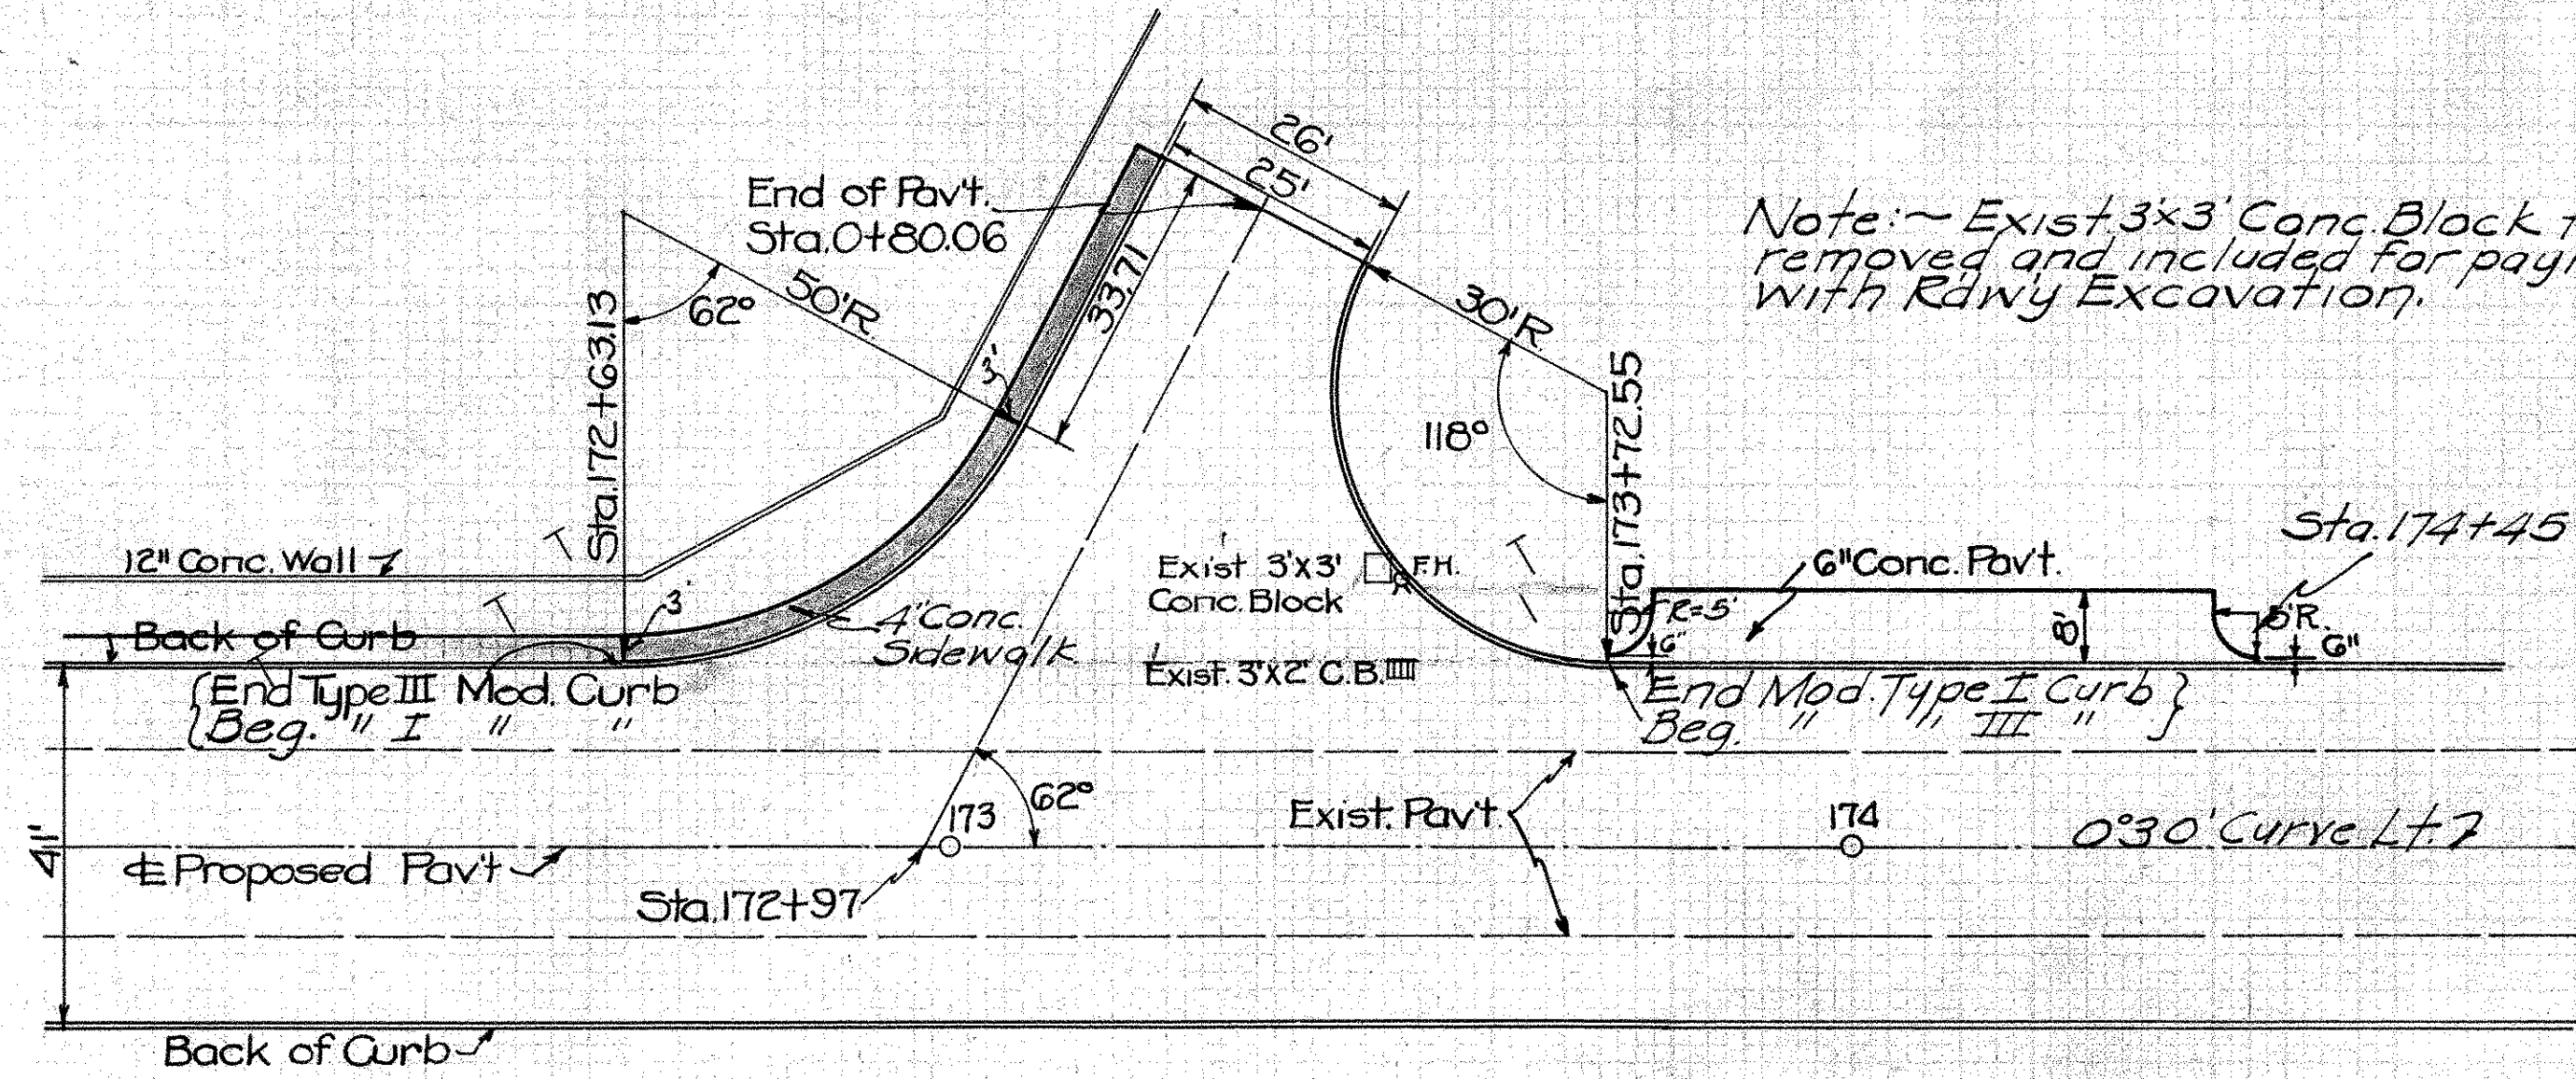 26'
25'
End of Pav't.
Sta. 0+80.06
33.71
Note:~ Exist. 3'x3' Conc. Block
removed and included for
with Rdw'y Excavation.
50'R.
62°
Sta. 172+63.13
3'
30'R.
118°
Sta. 173+72.55
12" Conc. Wall
3'
4" Conc.
Sidewalk
Exist 3'x3'
Conc. Block
F.H.
6" Conc. Pav't.
Sta. 174+45
R=5'
6"
8'
5'R.
6"
Back of Curb
Exist. 3'x2' C.B.
End Type III Mod. Curb
Beg. " I " "
End Mod. Type I Curb
Beg. " " III "
41'
62°
173
174
Exist. Pav't.
0°30' Curve Lt.
℄ Proposed Pav't
Sta. 172+97
Back of Curb